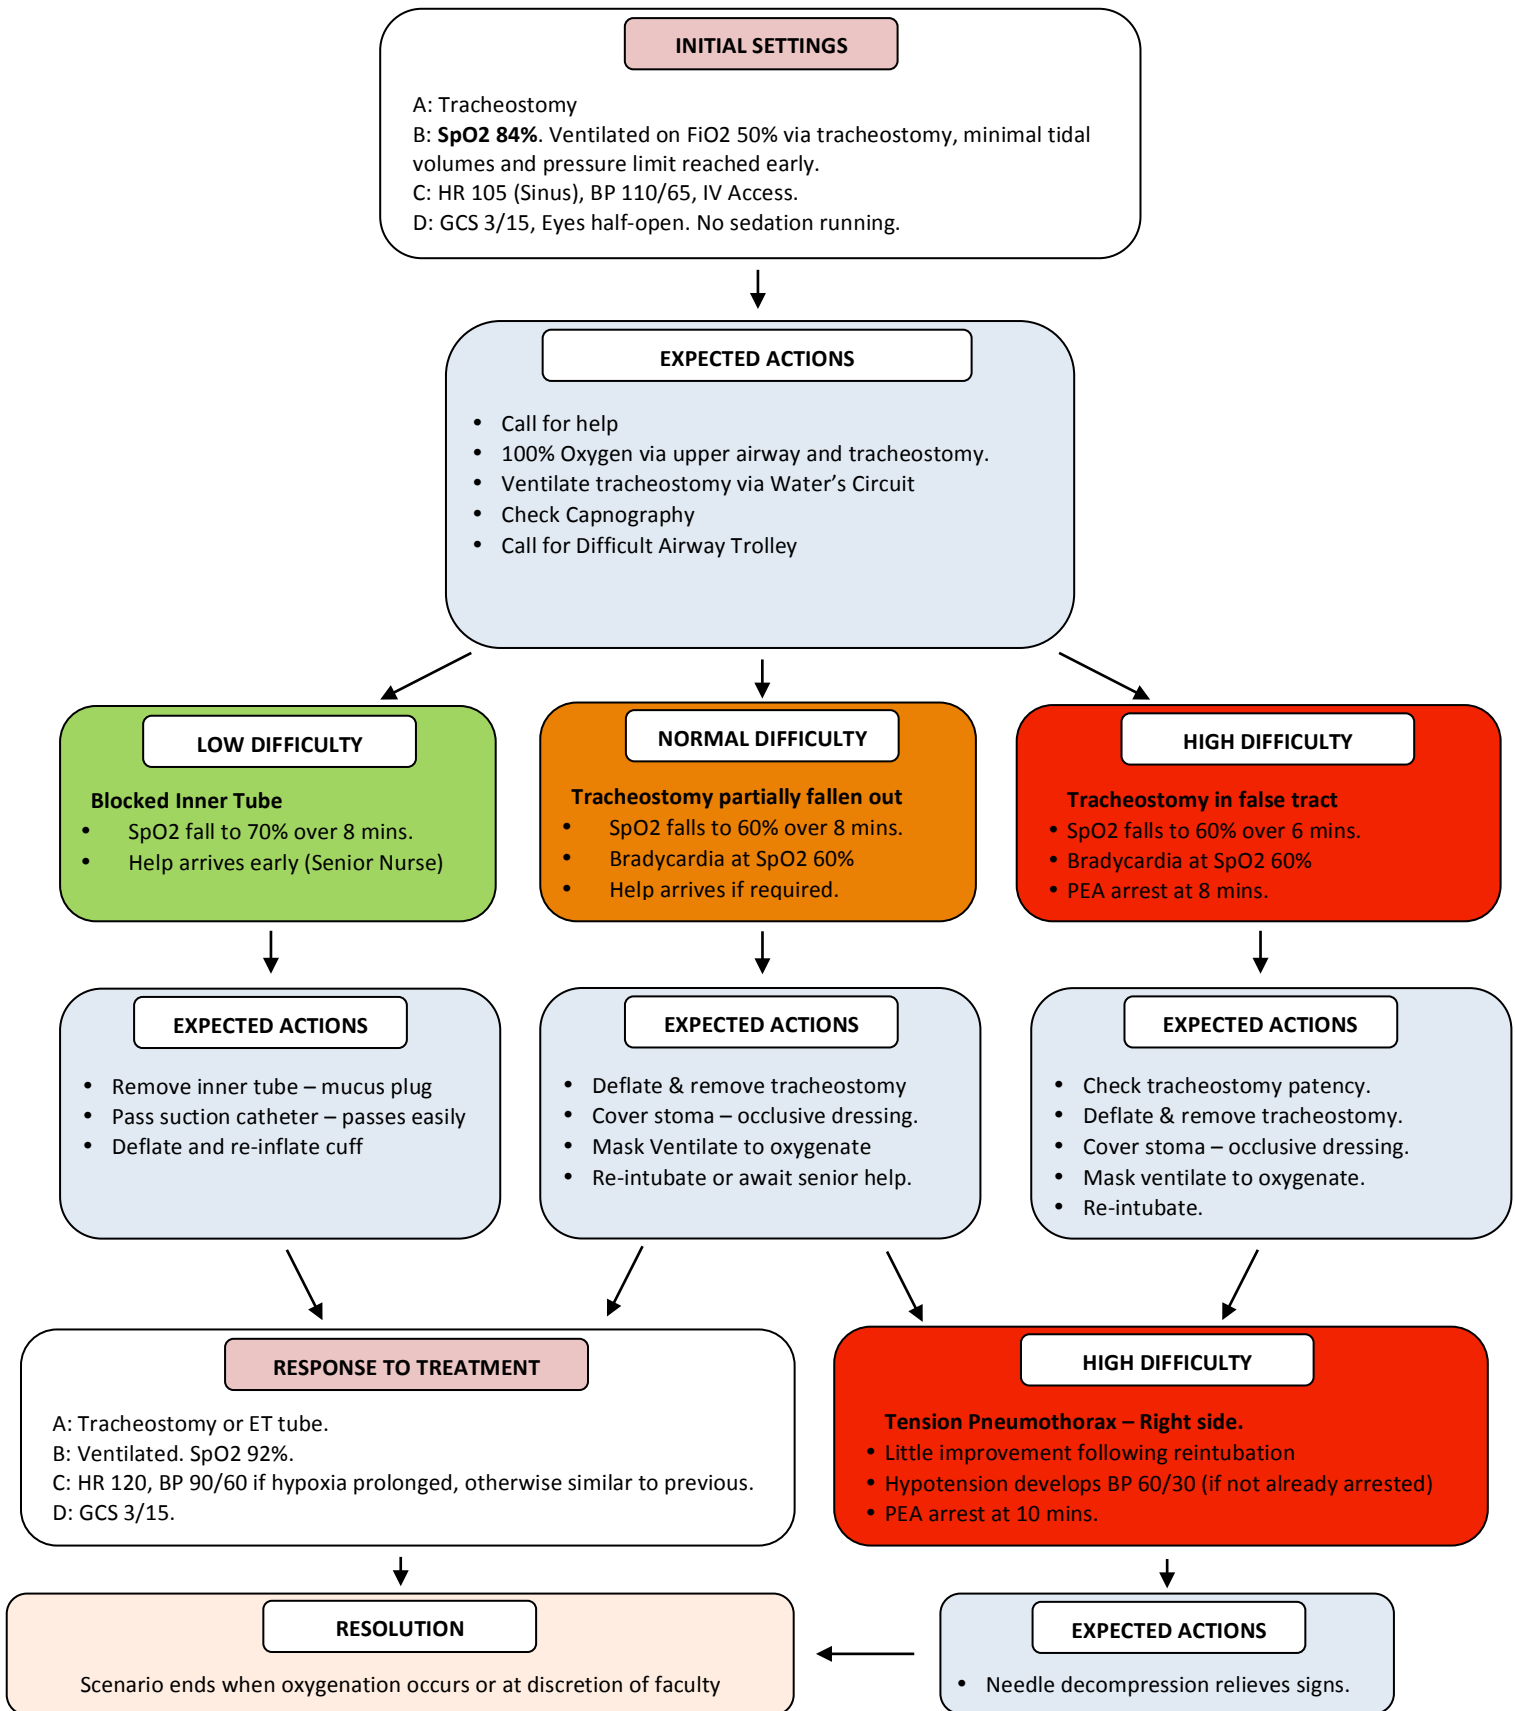 INITIAL SETTINGS
A: Tracheostomy
B: SpO2 84%. Ventilated on FiO2 50% via tracheostomy, minimal tidal
volumes and pressure limit reached early.
C: HR 105 (Sinus), BP 110/65, IV Access.
D: GCS 3/15, Eyes half-open. No sedation running.
EXPECTED ACTIONS
• Call for help
• 100% Oxygen via upper airway and tracheostomy.
• Ventilate tracheostomy via Water’s Circuit
• Check Capnography
• Call for Difficult Airway Trolley
LOW DIFFICULTY
Blocked Inner Tube
• SpO2 fall to 70% over 8 mins.
• Help arrives early (Senior Nurse)
NORMAL DIFFICULTY
Tracheostomy partially fallen out
• SpO2 falls to 60% over 8 mins.
• Bradycardia at SpO2 60%
• Help arrives if required.
HIGH DIFFICULTY
Tracheostomy in false tract
• SpO2 falls to 60% over 6 mins.
• Bradycardia at SpO2 60%
• PEA arrest at 8 mins.
EXPECTED ACTIONS
• Remove inner tube – mucus plug
• Pass suction catheter – passes easily
• Deflate and re-inflate cuff
EXPECTED ACTIONS
• Deflate & remove tracheostomy
• Cover stoma – occlusive dressing.
• Mask Ventilate to oxygenate
• Re-intubate or await senior help.
EXPECTED ACTIONS
• Check tracheostomy patency.
• Deflate & remove tracheostomy.
• Cover stoma – occlusive dressing.
• Mask ventilate to oxygenate.
• Re-intubate.
RESPONSE TO TREATMENT
A: Tracheostomy or ET tube.
B: Ventilated. SpO2 92%.
C: HR 120, BP 90/60 if hypoxia prolonged, otherwise similar to previous.
D: GCS 3/15.
HIGH DIFFICULTY
Tension Pneumothorax – Right side.
• Little improvement following reintubation
• Hypotension develops BP 60/30 (if not already arrested)
• PEA arrest at 10 mins.
RESOLUTION
Scenario ends when oxygenation occurs or at discretion of faculty
EXPECTED ACTIONS
• Needle decompression relieves signs.